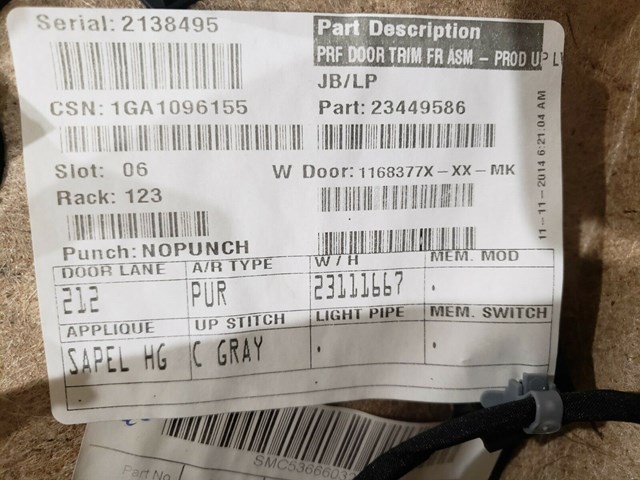 Serial: 2138495
Part Description
PRF DOOR TRIM FR ASM - PROD UP LV
JB/LP
CSN: 1GA1096155
Part: 23449586
Slot: 06
W Door: 1168377X-XX-MK
Rack: 123
11-11-2014 6:21:04 AM
Punch: NOPUNCH
DOOR LANE A/R TYPE W / H MEM. MOD
212 PUR 23111667 .
APPLIQUE UP STITCH LIGHT PIPE MEM. SWITCH
SAPEL HG C GRAY . .
.
Part No